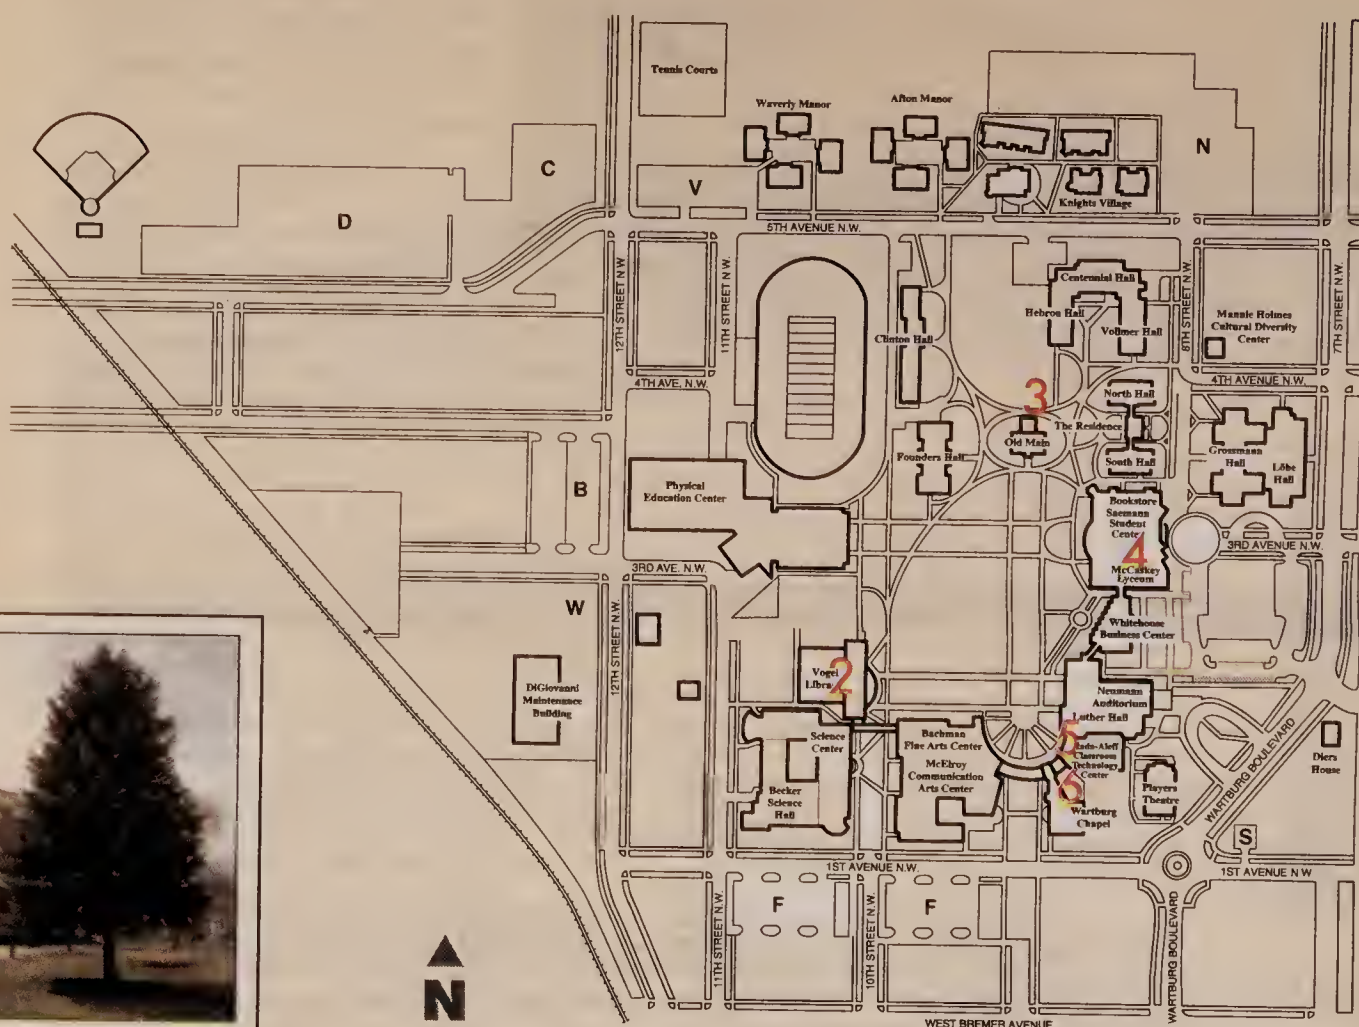 Tennis Courts
Waverly Manor
Afton Manor
N
C
V
D
Knights Village
5TH AVENUE N.W.
12TH STREET N.W.
11TH STREET N.W.
8TH STREET N.W.
7TH STREET N.W.
Centennial Hall
Hebron Hall
Vollmer Hall
Clinton Hall
Mannie Holmes
Cultural Diversity
Center
4TH AVE. N.W.
4TH AVENUE N.W.
3
North Hall
The Residence
Old Main
South Hall
Founders Hall
Grossmann
Hall
Löhe
Hall
Physical
Education Center
B
Bookstore
Saemann
Student
Center
4
McCaskey
Lyceum
3RD AVENUE N.W.
3RD AVE. N.W.
W
12TH STREET N.W.
Whitehouse
Business Center
Vogel
Library
2
DiGiovanni
Maintenance
Building
Neumann
Auditorium
Luther Hall
Science
Center
Bachman
Fine Arts Center
McElroy
Communication
Arts Center
5
Classroom
Technology
Center
6
Becker
Science
Hall
Wartburg
Chapel
Players
Theatre
WARTBURG BOULEVARD
Diers
House
S
1ST AVENUE N.W.
1ST AVENUE N.W
F
F
11TH STREET N.W.
10TH STREET N.W.
WARTBURG BOULEVARD
N
WEST BREMER AVENUE